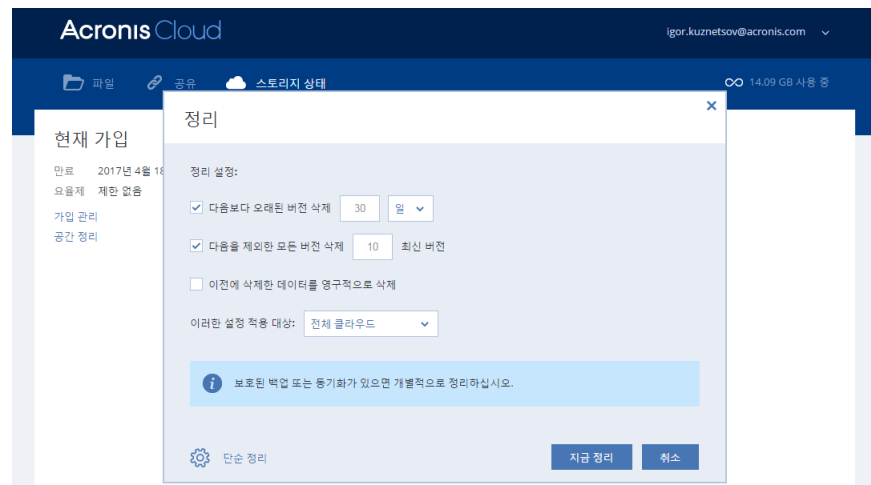 Acronis Cloud
igor.kuznetsov@acronis.com
파일 공유 스토리지 상태 14.09 GB 사용 중
정리
현재 가입
만료 2017년 4월 18
요율제 제한 없음
가입 관리
공간 정리
정리 설정:
다음보다 오래된 버전 삭제 30 일
다음을 제외한 모든 버전 삭제 10 최신 버전
이전에 삭제한 데이터를 영구적으로 삭제
이러한 설정 적용 대상: 전체 클라우드
보호된 백업 또는 동기화가 있으면 개별적으로 정리하십시오.
단순 정리
지금 정리 취소